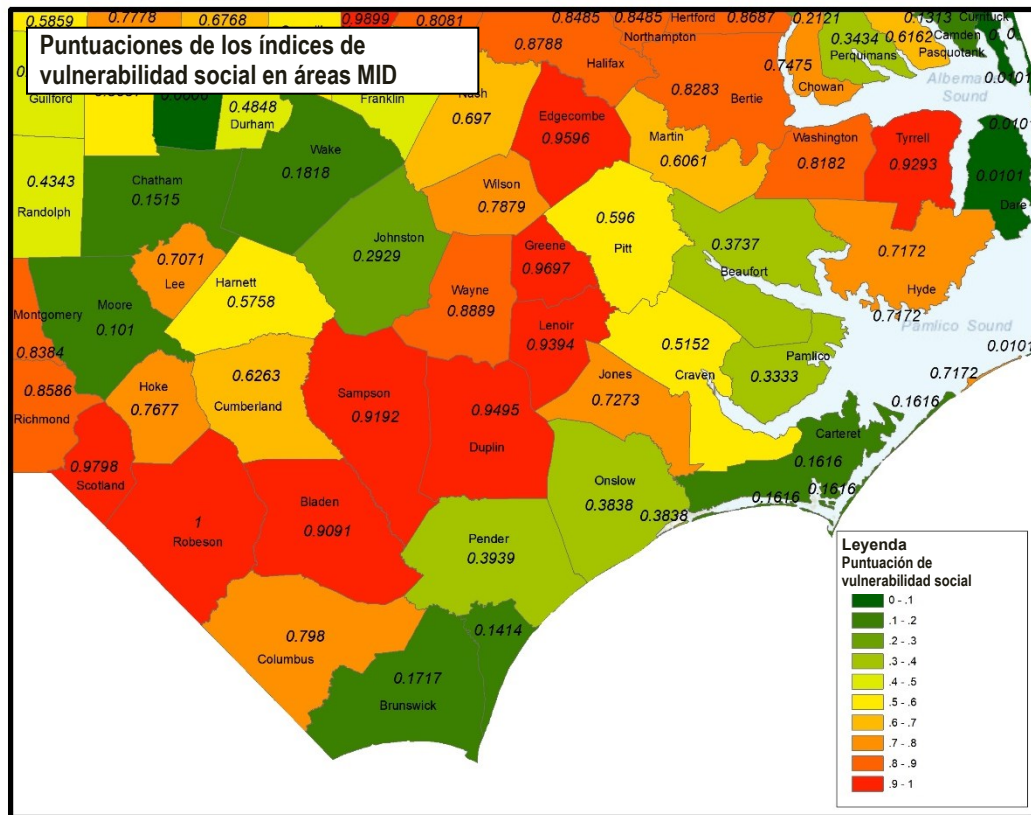 0.5859
0.7778
0.6768
0.9899
0.8081
0.8485
0.8485
Hertford
0.8687
0.2121
0.1313
Currituck
Camden
0.6162
Pasquotank
0.3434
Perquimans
Northampton
Puntuaciones de los índices de
vulnerabilidad social en áreas MID
0.8788
Halifax
0.7475
Chowan
Sound
0.0101
Guilford
0.4848
Durham
Franklin
Nash
0.697
Edgecombe
0.9596
0.8283
Bertie
Martin
0.6061
Washington
0.8182
Tyrrell
0.9293
0.0101
0.0101
Dare
Wake
0.1818
Chatham
0.1515
0.4343
Randolph
Wilson
0.7879
0.596
Pitt
0.3737
Beaufort
0.7172
Hyde
0.7172
Johnston
0.2929
Greene
0.9697
0.7071
Lee
Harnett
0.5758
Wayne
0.8889
Moore
0.101
Montgomery
0.8384
Lenoir
0.9394
0.5152
Craven
Pamlico
0.3333
Pamlico Sound
0.0101
0.7172
0.8586
Richmond
Hoke
0.7677
0.6263
Cumberland
Sampson
0.9192
0.9495
Duplin
Jones
0.7273
0.1616
Carteret
0.1616
0.1616
0.1616
0.9798
Scotland
Onslow
0.3838
0.3838
1
Robeson
Bladen
0.9091
Pender
0.3939
0.798
Columbus
0.1414
0.1717
Brunswick
Leyenda
Puntuación de
vulnerabilidad social
0 - .1
.1 - .2
.2 - .3
.3 - .4
.4 - .5
.5 - .6
.6 - .7
.7 - .8
.8 - .9
.9 - 1